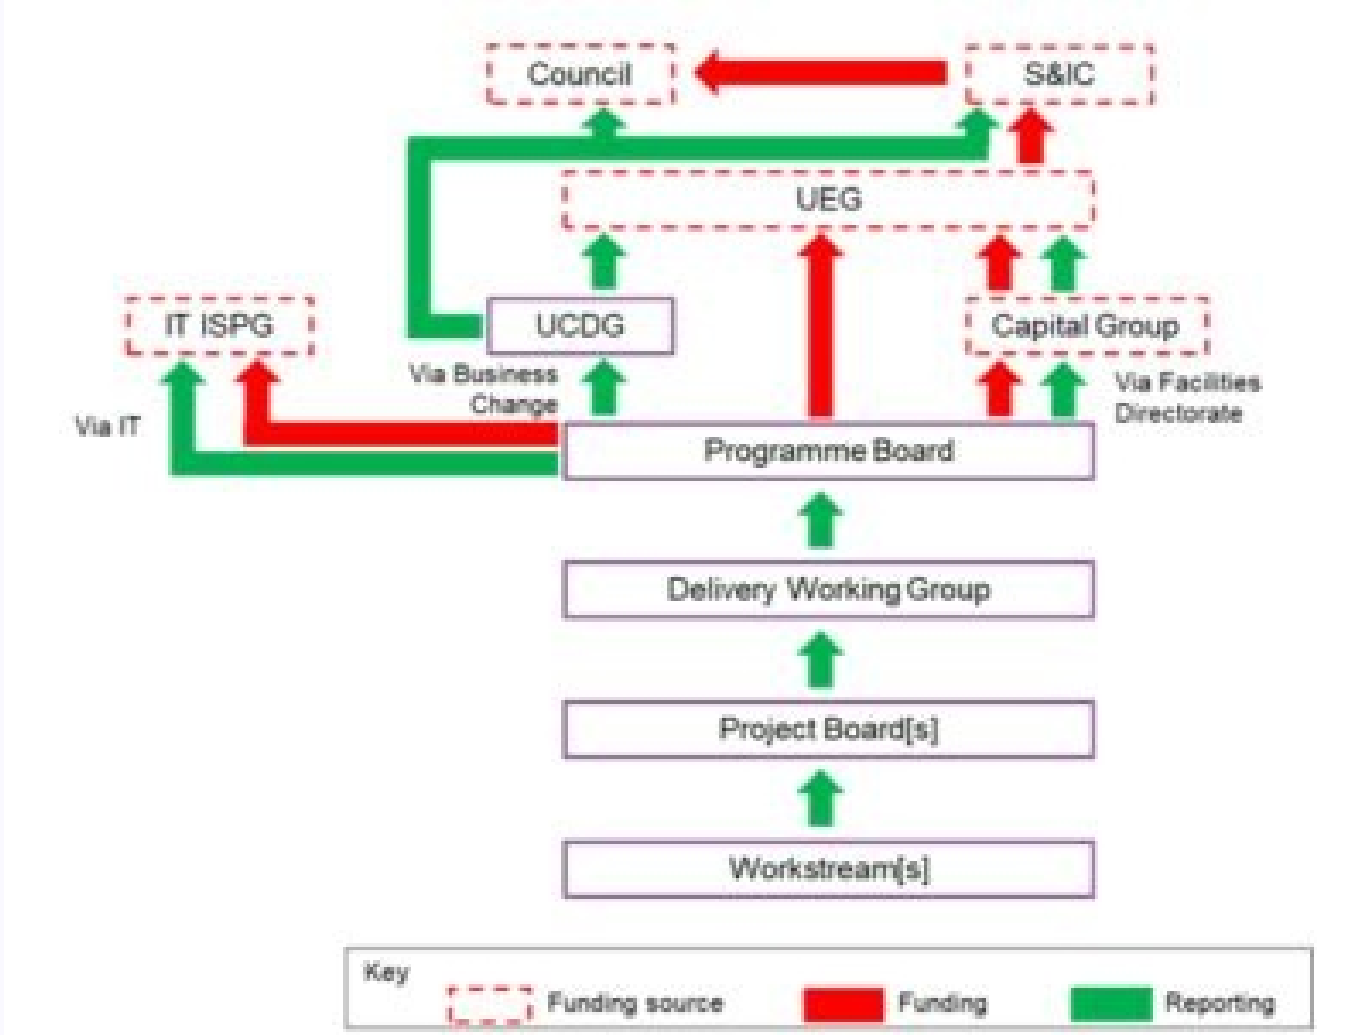 Council
S&IC
UEG
IT ISPG
UCDG
Capital Group
Via Business
Change
Via Facilities
Directorate
Via IT
Programme Board
Delivery Working Group
Project Board[s]
Workstream[s]
Key
Funding source
Funding
Reporting